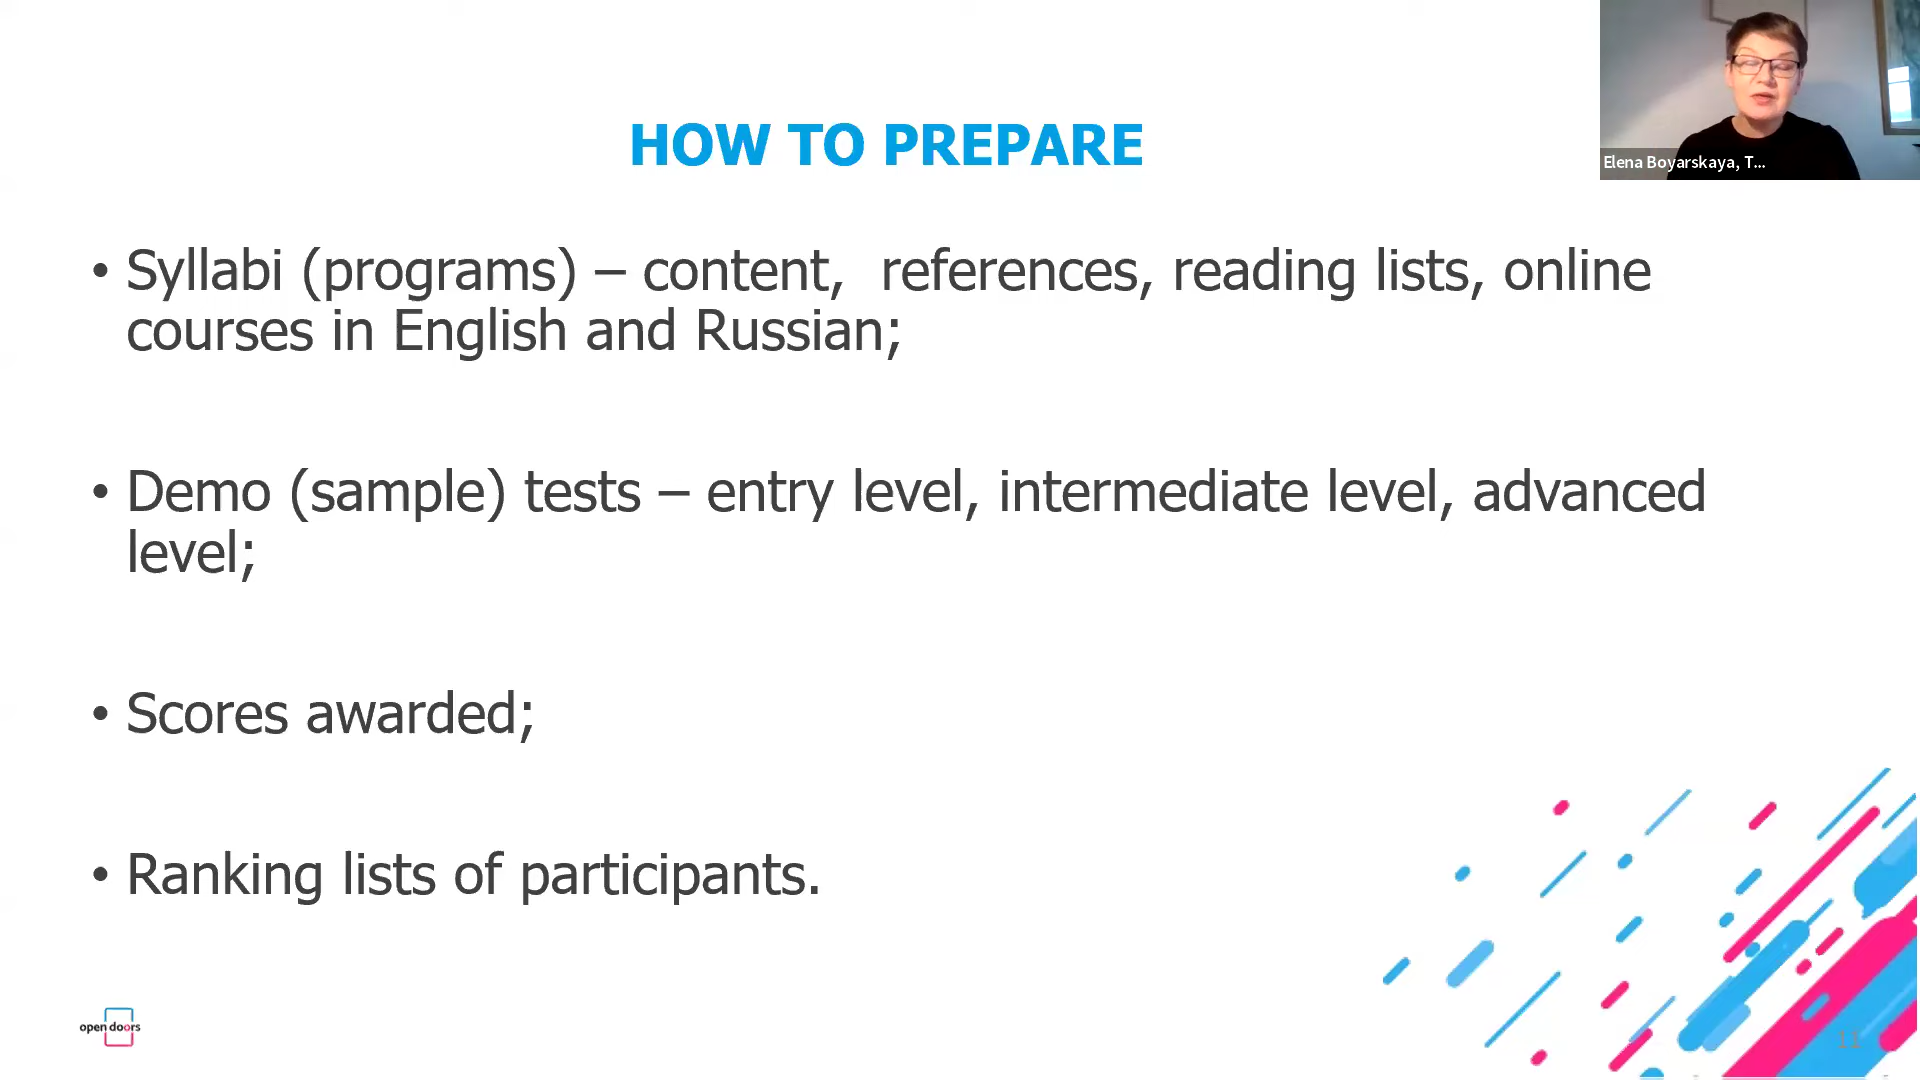 HOW TO PREPARE
Elena Boyarskaya, T...
• Syllabi (programs) – content,  references, reading lists, online
courses in English and Russian;
• Demo (sample) tests – entry level, intermediate level, advanced
level;
• Scores awarded;
• Ranking lists of participants.
open doors
11